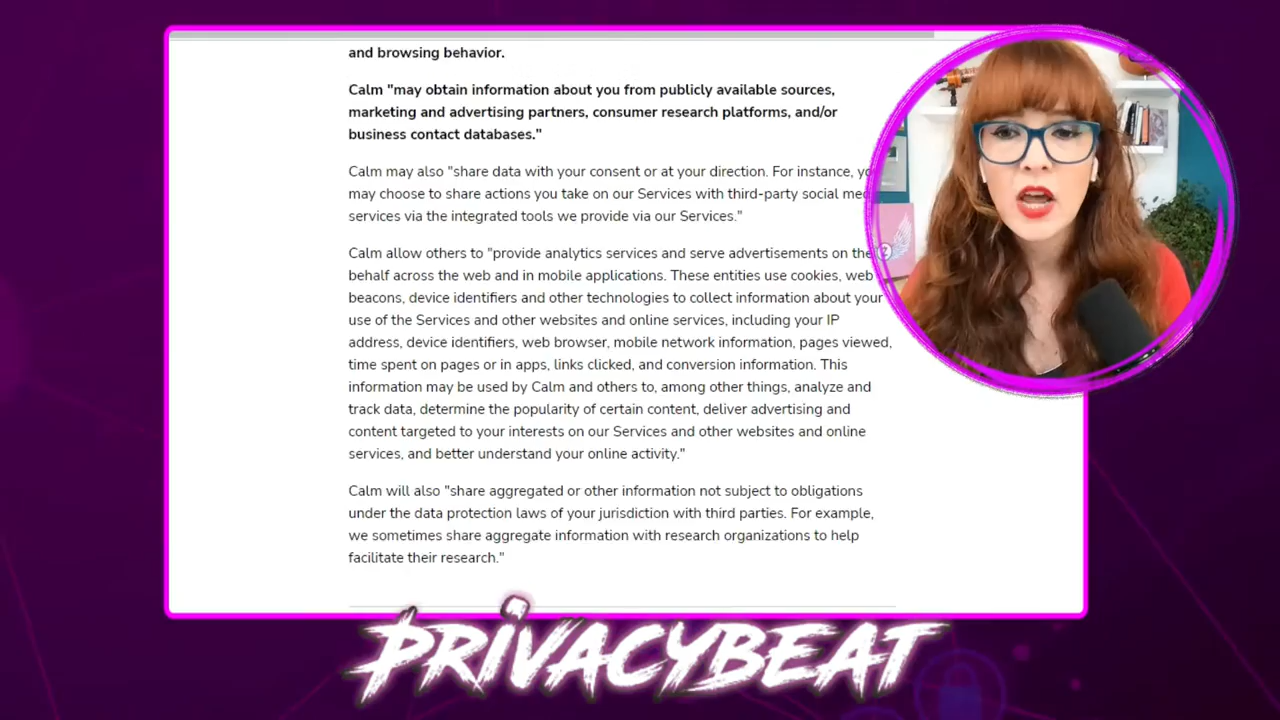 and browsing behavior.
Calm "may obtain information about you from publicly available sources,
marketing and advertising partners, consumer research platforms, and/or
business contact databases."
Calm may also "share data with your consent or at your direction. For instance,
may choose to share actions you take on our Services with third-party social
services via the integrated tools we provide via our Services."
Calm allow others to "provide analytics services and serve advertisements on
behalf across the web and in mobile applications. These entities use cookies, web
beacons, device identifiers and other technologies to collect information about your
use of the Services and other websites and online services, including your IP
address, device identifiers, web browser, mobile network information, pages viewed,
time spent on pages or in apps, links clicked, and conversion information. This
information may be used by Calm and others to, among other things, analyze and
track data, determine the popularity of certain content, deliver advertising and
content targeted to your interests on our Services and other websites and online
services, and better understand your online activity."
Calm will also "share aggregated or other information not subject to obligations
under the data protection laws of your jurisdiction with third parties. For example,
we sometimes share aggregate information with research organizations to help
facilitate their research."
PRIVACYBEAT